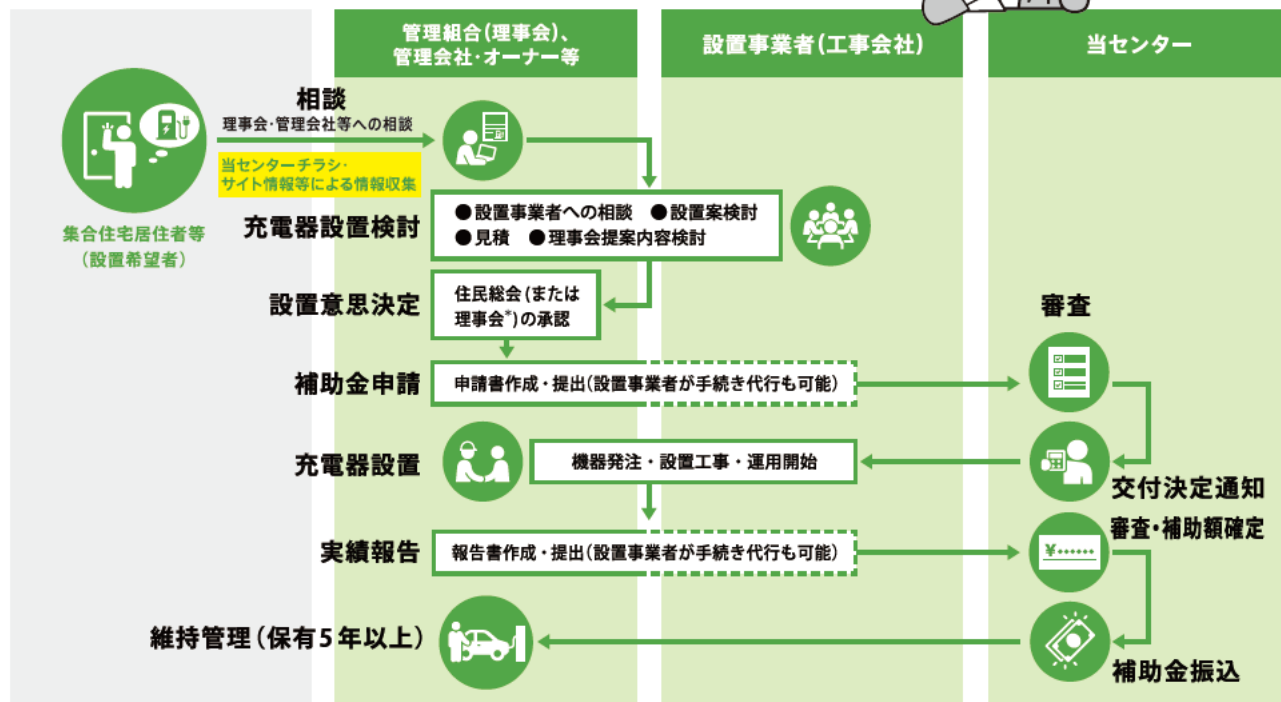 管理組合(理事会)、
管理会社・オーナー等
設置事業者(工事会社)
当センター
相談
理事会・管理会社等への相談
当センターチラシ・
サイト情報等による情報収集
集合住宅居住者等
(設置希望者)
充電器設置検討
●設置事業者への相談 ●設置案検討
●見積 ●理事会提案内容検討
設置意思決定
住民総会(または
理事会*)の承認
審査
補助金申請
申請書作成・提出(設置事業者が手続き代行も可能)
充電器設置
機器発注・設置工事・運用開始
交付決定通知
審査・補助額確定
実績報告
報告書作成・提出(設置事業者が手続き代行も可能)
¥••••••
維持管理(保有5年以上)
補助金振込